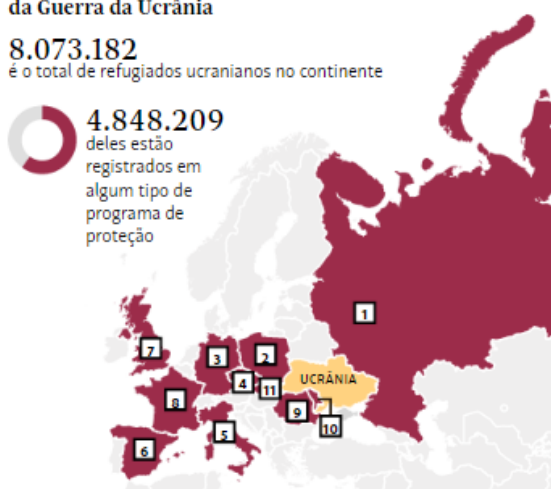 da Guerra da Ucrânia
8.073.182
é o total de refugiados ucranianos no continente
4.848.209
deles estão
registrados em
algum tipo de
programa de
proteção
1
7
3
2
4
11
UCRÂNIA
8
9
5
10
6